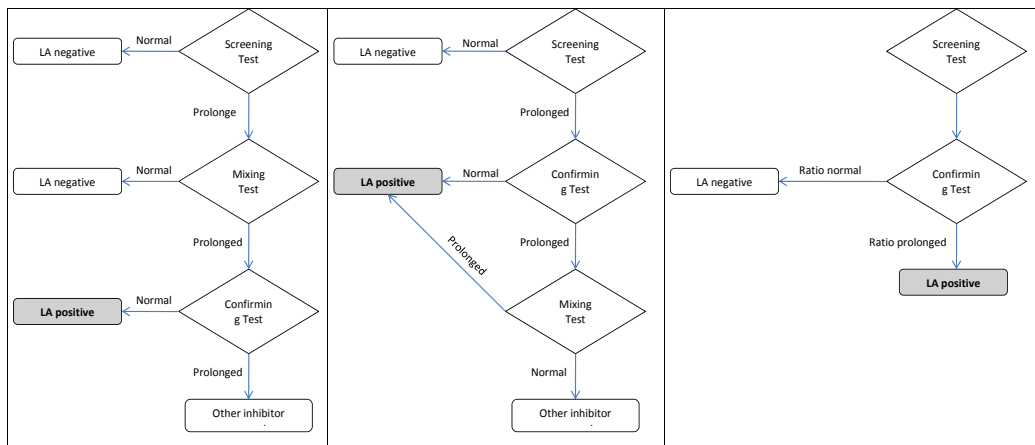 LA negative
Normal
Screening
Test
Prolonge
LA negative
Normal
Mixing
Test
Prolonged
LA positive
Normal
Confirmin
g Test
Prolonged
Other inhibitor
.
LA negative
Normal
Screening
Test
Prolonged
LA positive
Normal
Confirmin
g Test
Prolonged
Prolonged
Mixing
Test
Normal
Other inhibitor
.
Screening
Test
LA negative
Ratio normal
Confirmin
g Test
Ratio prolonged
LA positive